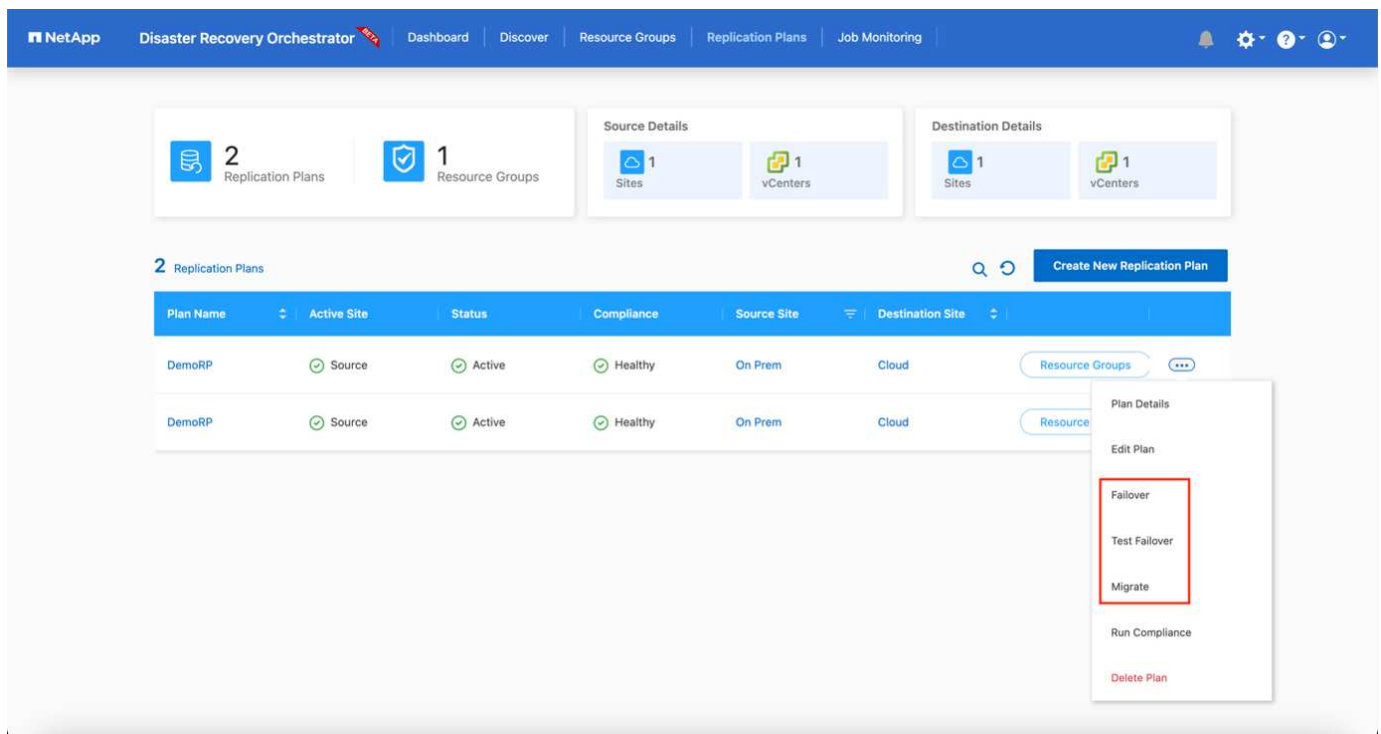 NetApp Disaster Recovery Orchestrator BETA Dashboard Discover Resource Groups Replication Plans Job Monitoring
Source Details Destination Details
2 1 1 1 1 1
Replication Plans Resource Groups Sites vCenters Sites vCenters
2 Replication Plans Create New Replication Plan
Plan Name Active Site Status Compliance Source Site Destination Site
DemoRP Source Active Healthy On Prem Cloud Resource Groups
Plan Details
DemoRP Source Active Healthy On Prem Cloud Resource
Edit Plan
Failover
Test Failover
Migrate
Run Compliance
Delete Plan